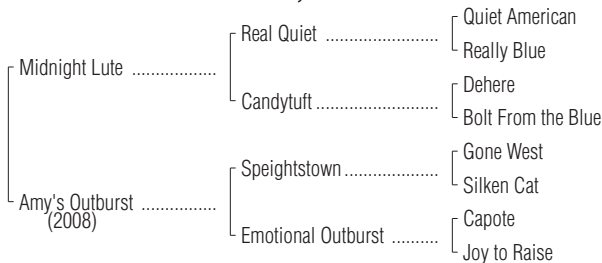 Real Quiet ....................... Quiet American
Really Blue
Midnight Lute .................
Candytuft ......................... Dehere
Bolt From the Blue
Speightstown ................... Gone West
Silken Cat
Amy's Outburst ...............
(2008)
Emotional Outburst .......... Capote
Joy to Raise